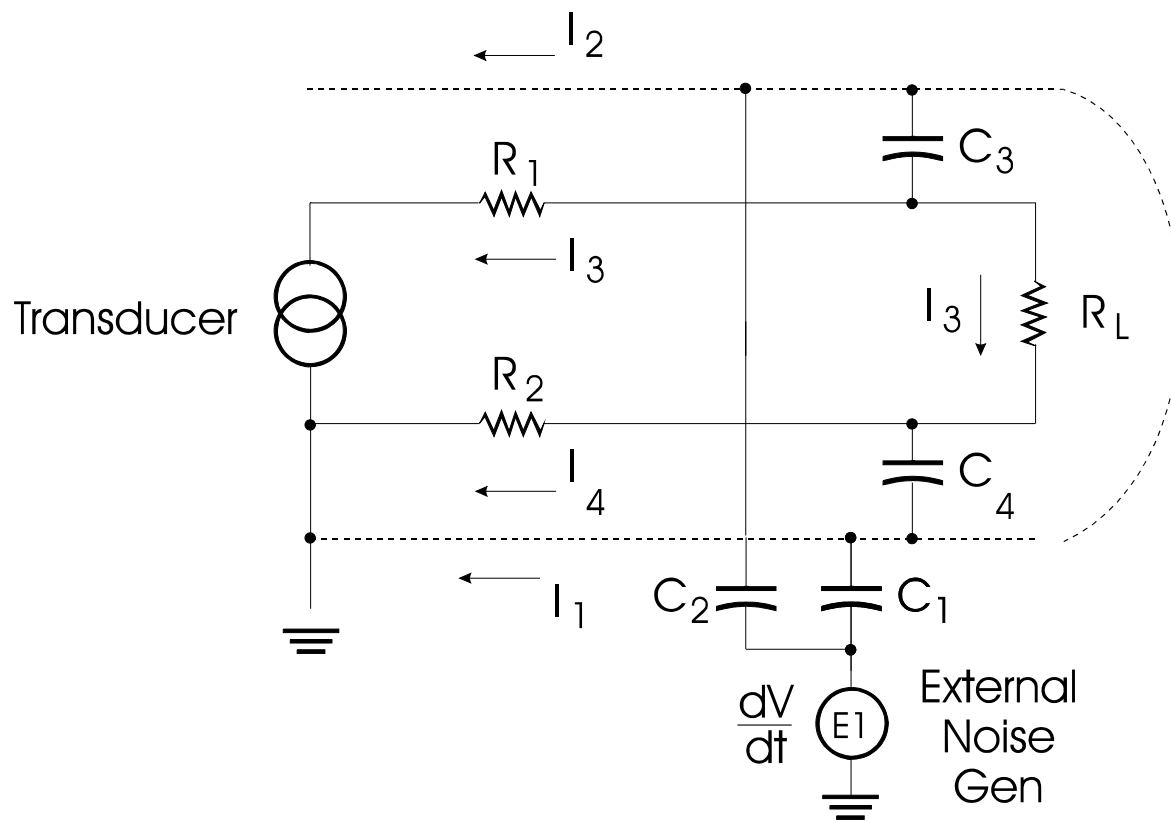 I2
C3
R1
I3
Transducer
I3
RL
R2
I4
C4
I1
C2
C1
dV
dt
E1
External
Noise
Gen